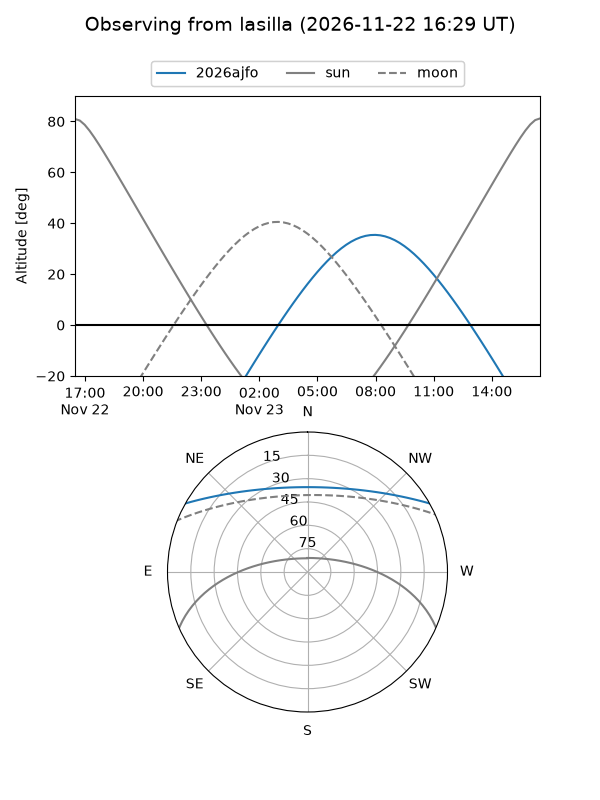 Observing from lasilla (2026-11-22 16:29 UT)
2026ajfo sun moon
Altitude [deg]
80
60
40
20
0
−20
17:00 20:00 23:00 02:00 05:00 08:00 11:00 14:00
Nov 22 Nov 23
N
NE NW
15
30
45
60
75
E W
SE SW
S